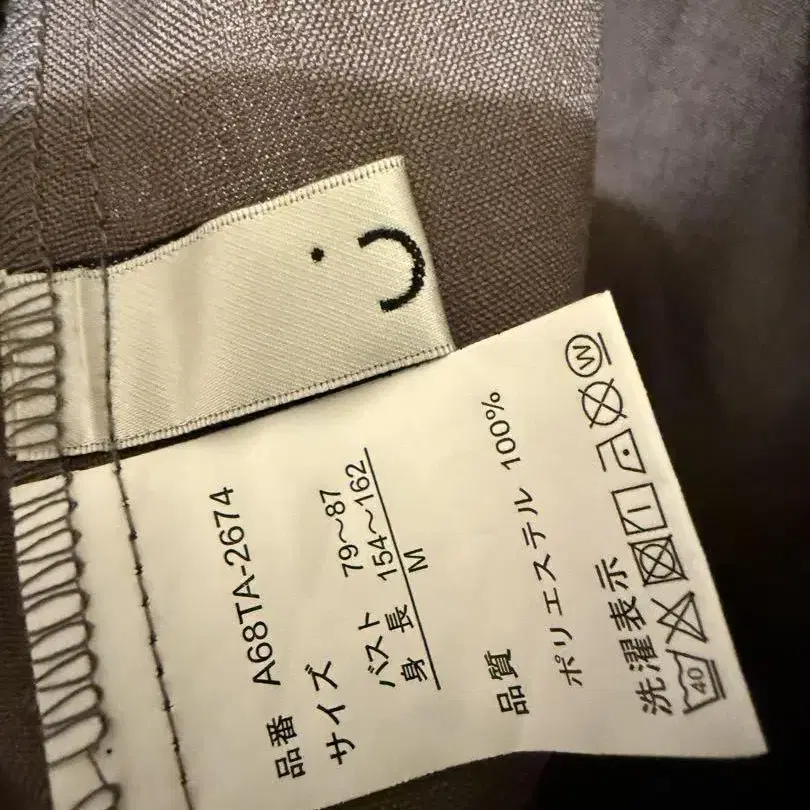 品番 A68TA-2674
サイズ
バスト 79～87
身長 154～162
M
品質
ポリエステル 100%
洗濯表示
40
W